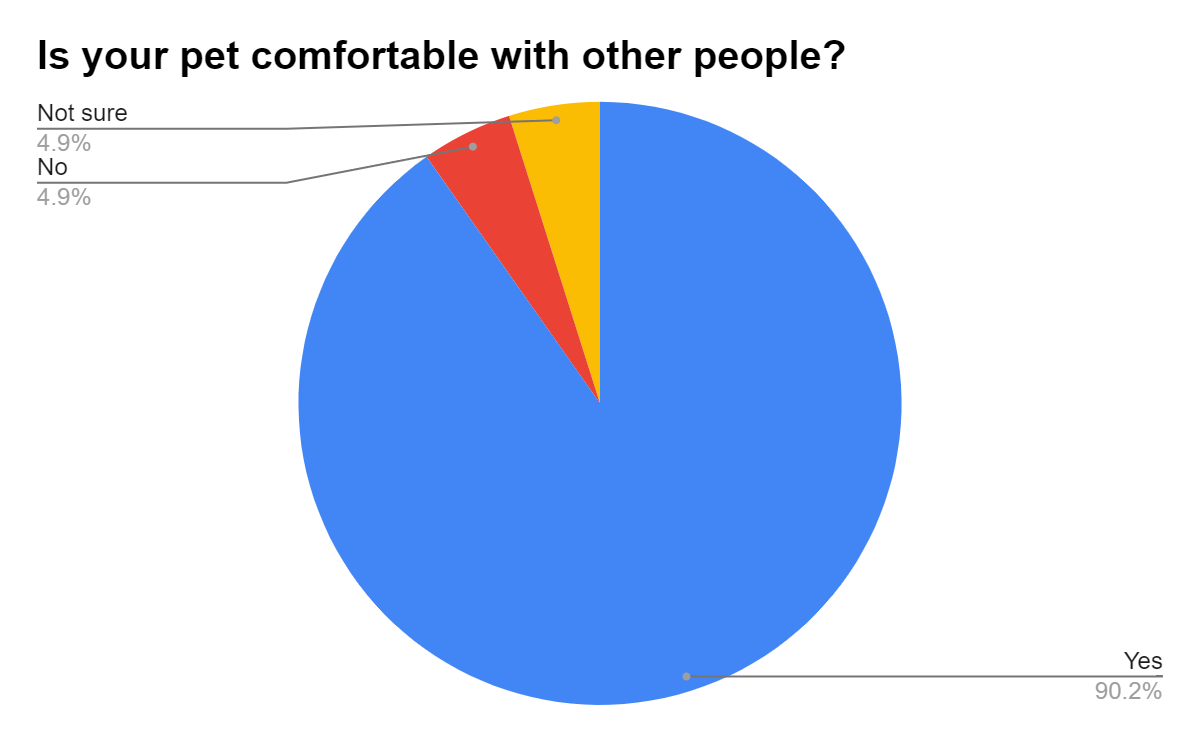 Is your pet comfortable with other people?
Not sure
4.9%
No
4.9%
Yes
90.2%